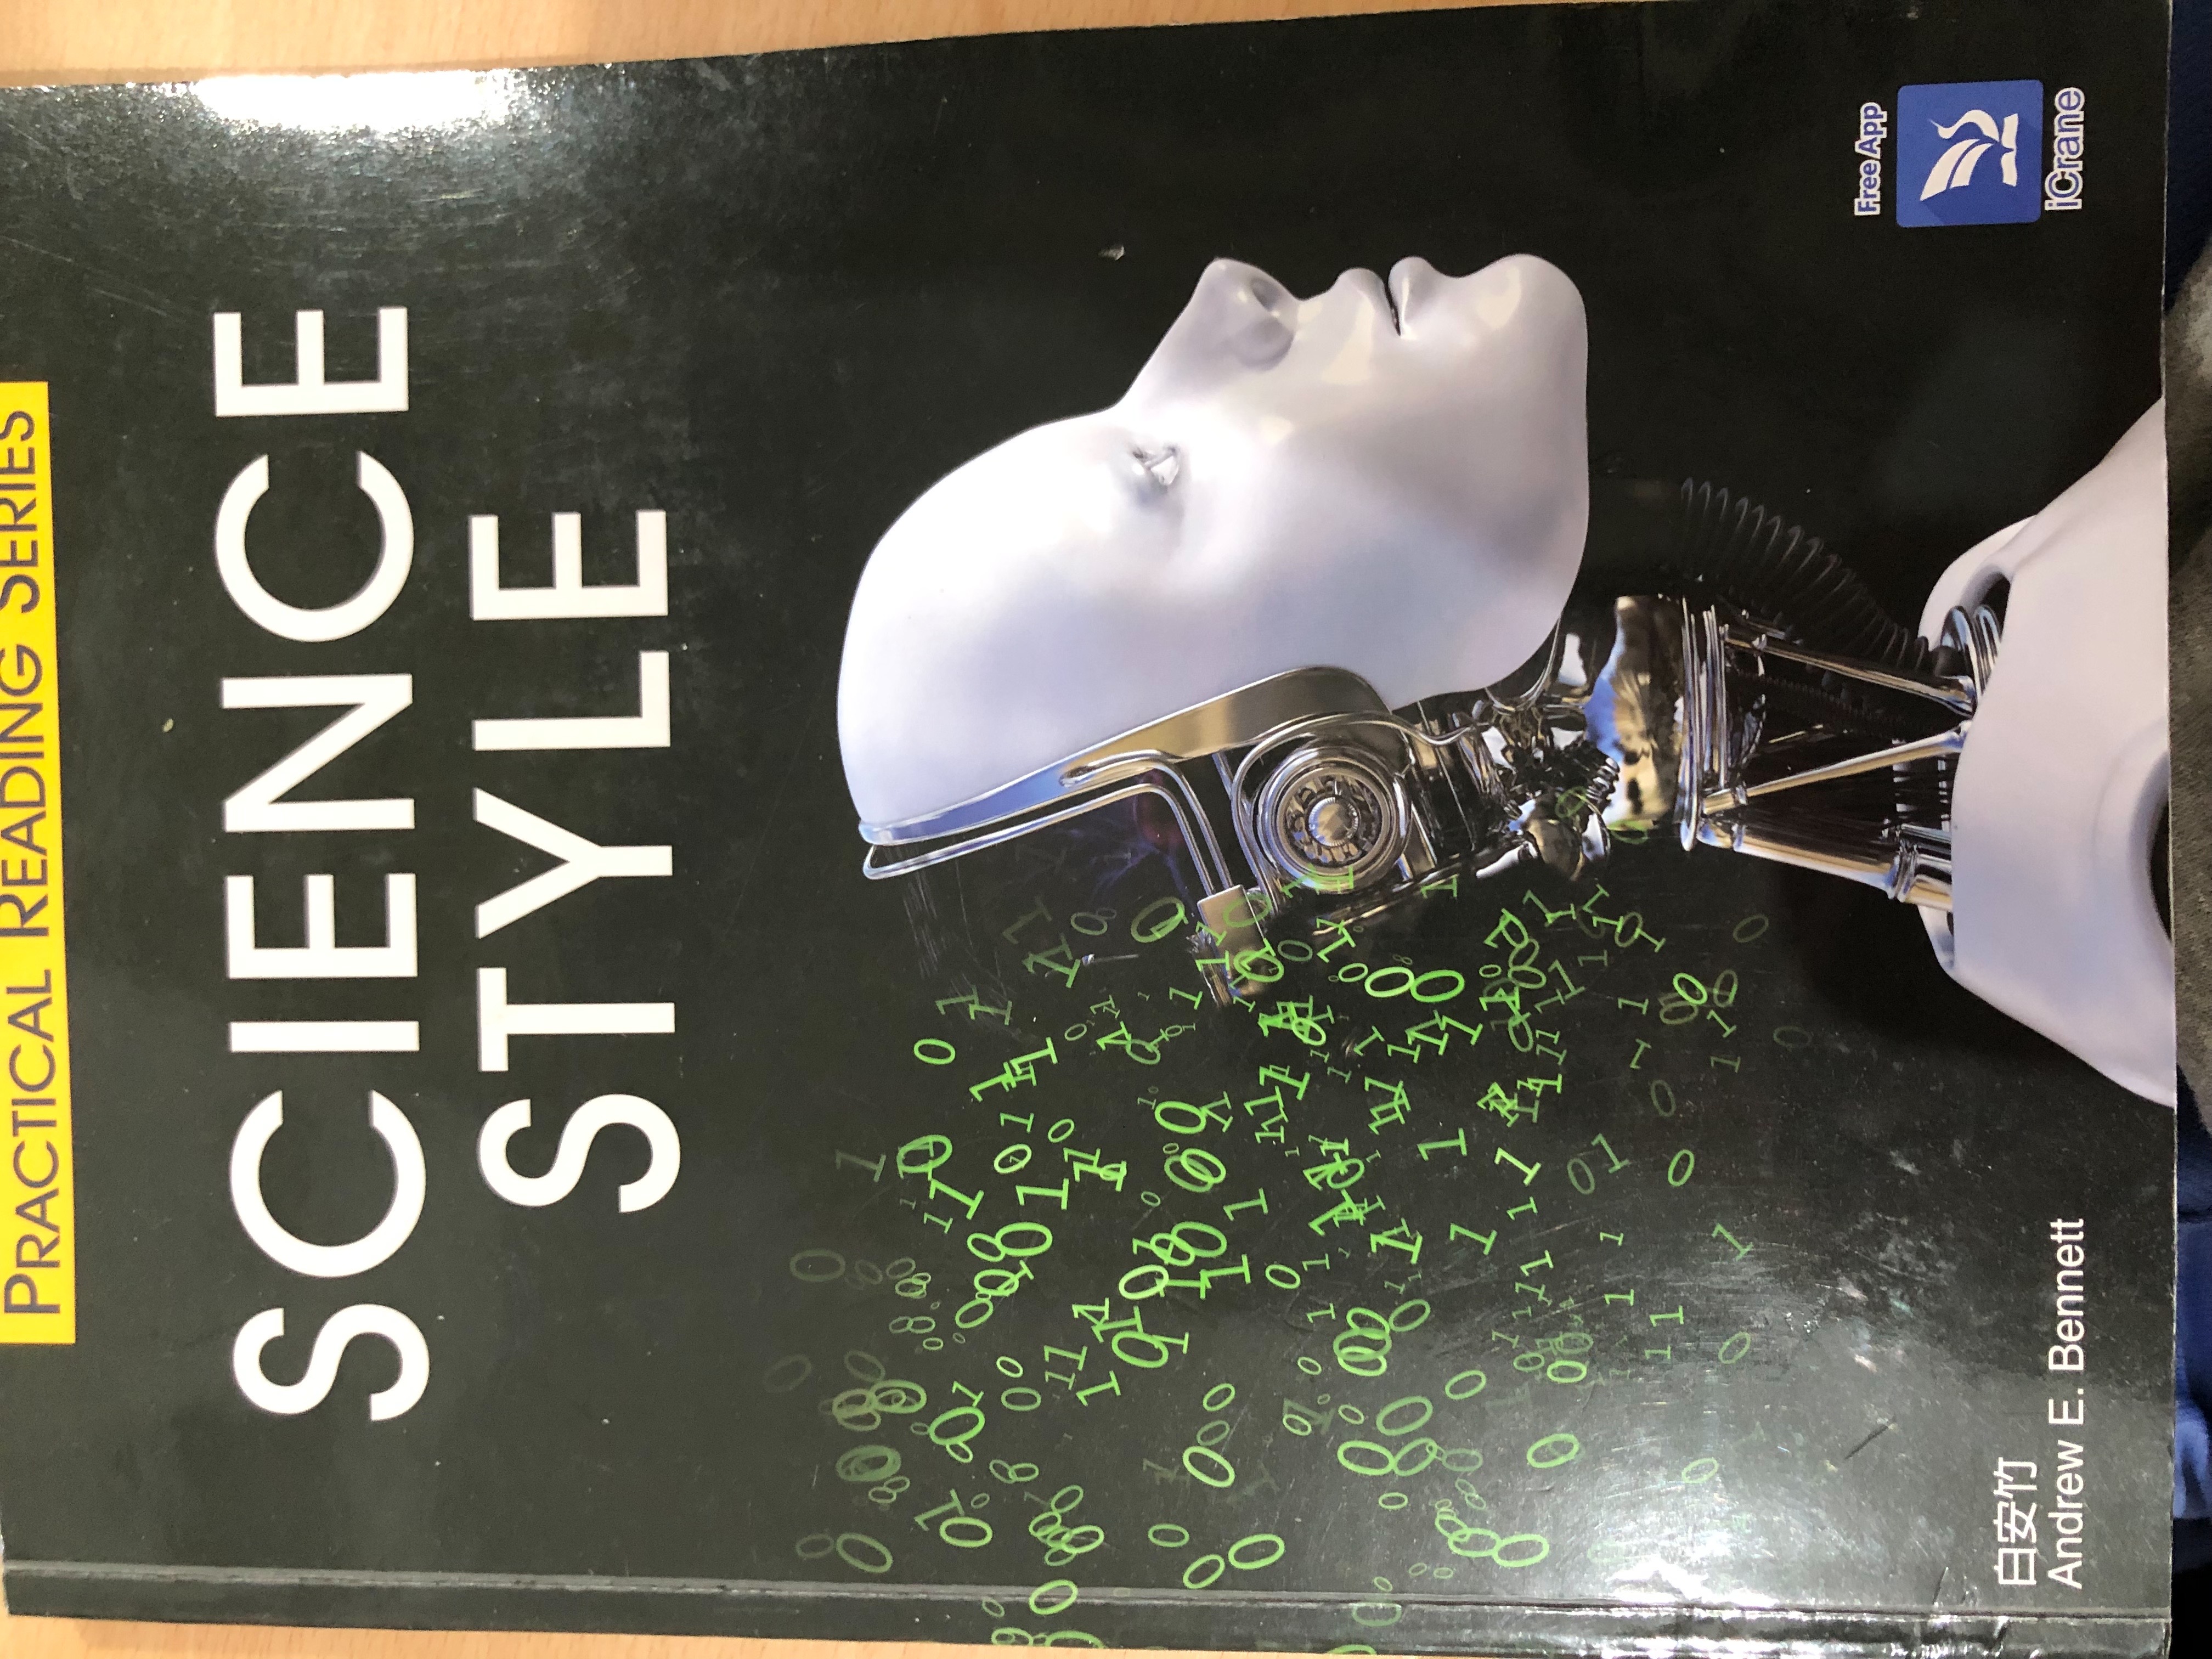 PRACTICAL READING SERIES
SCIENCE
STYLE
白安竹
Andrew E. Bennett
Free App
iCrane